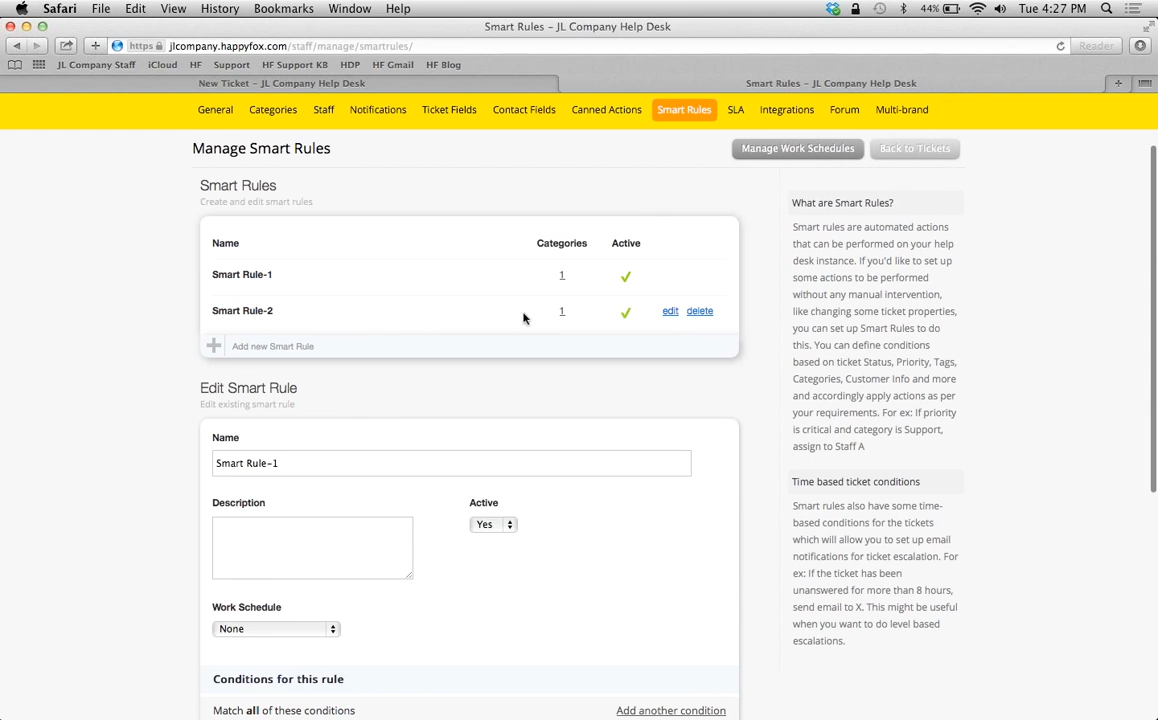 Safari File Edit View History Bookmarks Window Help 44% Tue 4:27 PM
Smart Rules – JL Company Help Desk
https jlcompany.happyfox.com/staff/manage/smartrules/ Reader
JL Company Staff iCloud HF Support HF Support KB HDP HF Gmail HF Blog
New Ticket – JL Company Help Desk Smart Rules – JL Company Help Desk
General Categories Staff Notifications Ticket Fields Contact Fields Canned Actions Smart Rules SLA Integrations Forum Multi-brand
Manage Smart Rules Manage Work Schedules Back to Tickets
Smart Rules
Create and edit smart rules
Name Categories Active
Smart Rule-1 1
Smart Rule-2 1 edit delete
Add new Smart Rule
Edit Smart Rule
Edit existing smart rule
Name
Smart Rule-1
Description Active
Yes
Work Schedule
None
Conditions for this rule
Match all of these conditions Add another condition
What are Smart Rules?
Smart rules are automated actions
that can be performed on your help
desk instance. If you'd like to set up
some actions to be performed
without any manual intervention,
like changing some ticket properties,
you can set up Smart Rules to do
this. You can define conditions
based on ticket Status, Priority, Tags,
Categories, Customer Info and more
and accordingly apply actions as per
your requirements. For ex: If priority
is critical and category is Support,
assign to Staff A
Time based ticket conditions
Smart rules also have some time-
based conditions for the tickets
which will allow you to set up email
notifications for ticket escalation. For
ex: If the ticket has been
unanswered for more than 8 hours,
send email to X. This might be useful
when you want to do level based
escalations.